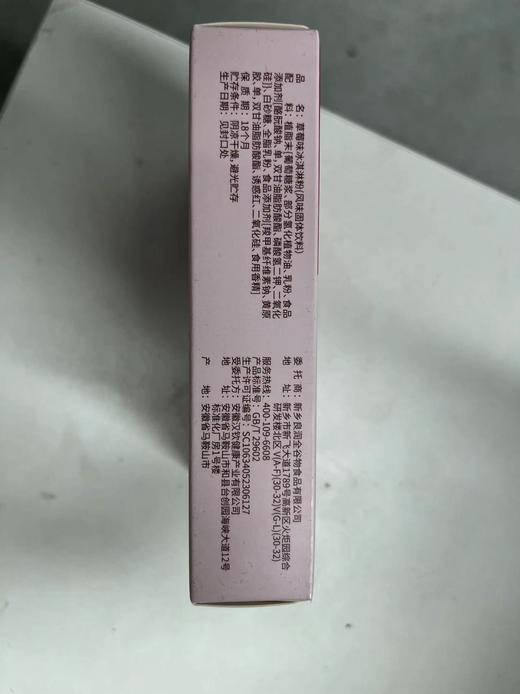 品 名：草莓味冰淇淋粉(风味固体饮料)
配 料：植脂末[葡萄糖浆、部分氢化植物油、乳粉、食品
添加剂(酪朊酸钠、单，双甘油脂肪酸酯、磷酸氢二钾、二氧化
硅)]、白砂糖、全脂乳粉、食品添加剂[羧甲基纤维素钠、黄原
胶、单，双甘油脂肪酸酯、诱惑红、二氧化硅、食用香精]
保 质 期：18个月
贮存条件：阴凉干燥，避光贮存
生产日期：见封口处
委 托 商：新乡良润全谷物食品有限公司
地 址：新乡市新飞大道1789号高新区火炬园综合
研发楼北区 V(A-F)(30-32)V(G-L)(30-32)
服务热线：400-109-6608
产品标准号：GB/T 29602
生产许可证编号：SC10634052306127
受委托方：安徽汉钦健康产业有限公司
地 址：安徽省马鞍山市和县台创园海峡大道12号
标准化厂房1号楼
产 地：安徽省马鞍山市